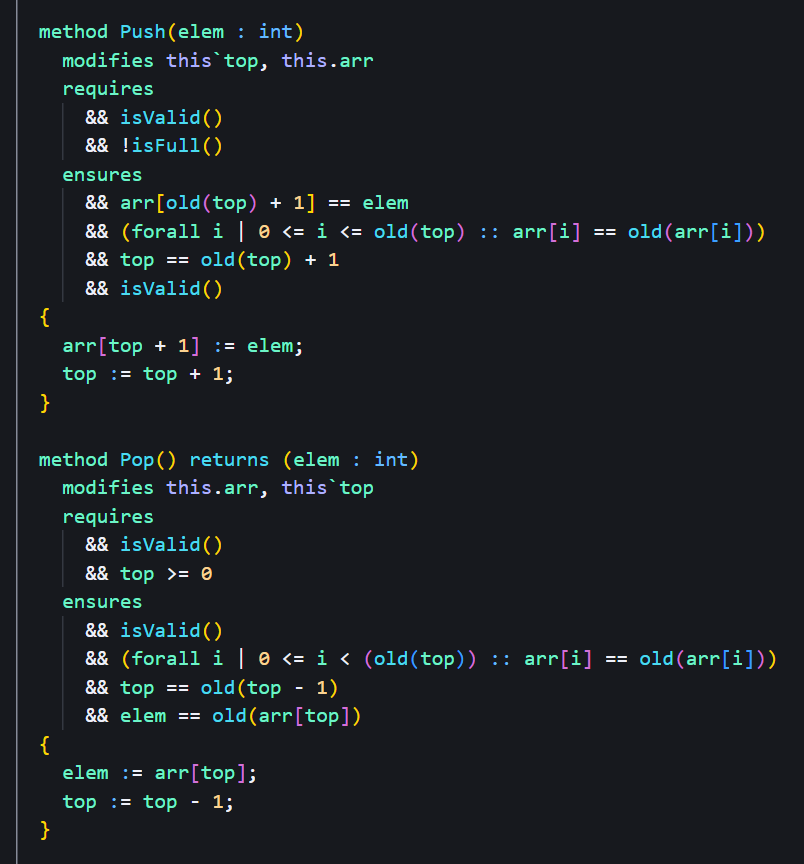 method Push(elem : int)
  modifies this`top, this.arr
  requires
    && isValid()
    && !isFull()
  ensures
    && arr[old(top) + 1] == elem
    && (forall i | 0 <= i <= old(top) :: arr[i] == old(arr[i]))
    && top == old(top) + 1
    && isValid()
{
  arr[top + 1] := elem;
  top := top + 1;
}

method Pop() returns (elem : int)
  modifies this.arr, this`top
  requires
    && isValid()
    && top >= 0
  ensures
    && isValid()
    && (forall i | 0 <= i < (old(top)) :: arr[i] == old(arr[i]))
    && top == old(top - 1)
    && elem == old(arr[top])
{
  elem := arr[top];
  top := top - 1;
}